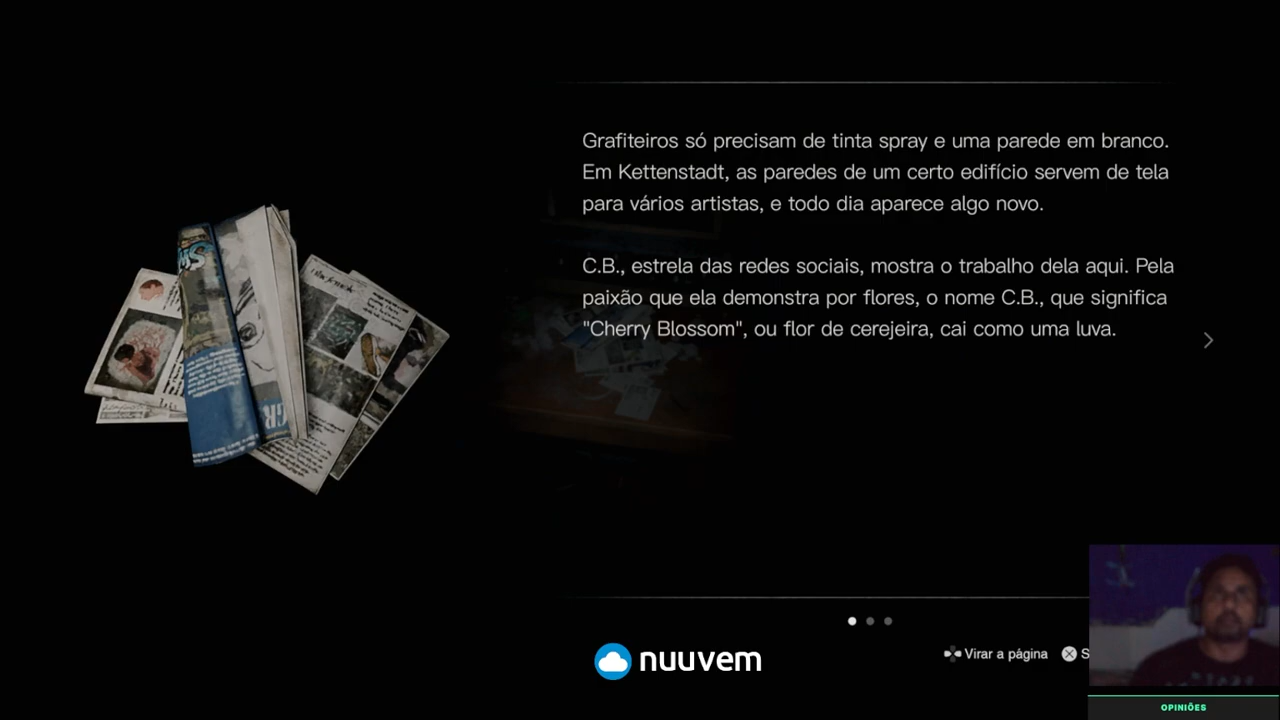 Grafiteiros só precisam de tinta spray e uma parede em branco.
Em Kettenstadt, as paredes de um certo edifício servem de tela
para vários artistas, e todo dia aparece algo novo.
C.B., estrela das redes sociais, mostra o trabalho dela aqui. Pela
paixão que ela demonstra por flores, o nome C.B., que significa
"Cherry Blossom", ou flor de cerejeira, cai como uma luva.
nuuvem
Virar a página
S
OPINIÕES